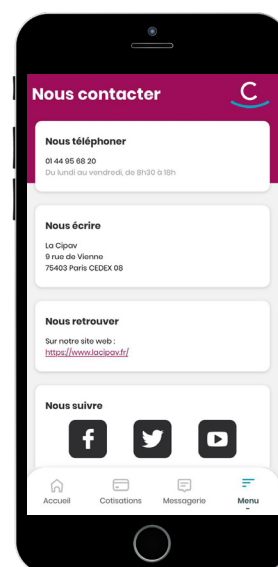 Nous contacter
C
Nous téléphoner
01 44 95 68 20
Du lundi au vendredi, de 8h30 à 18h
Nous écrire
La Cipav
9 rue de Vienne
75403 Paris CEDEX 08
Nous retrouver
Sur notre site web :
https://www.lacipav.fr/
Nous suivre
Accueil Cotisations Messagerie Menu